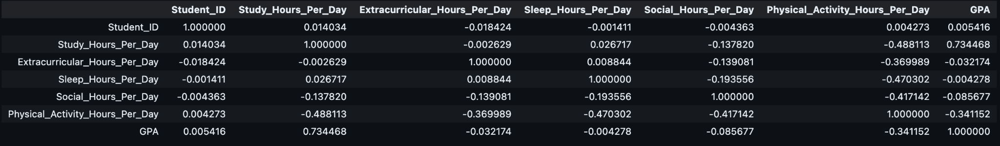 Student_ID Study_Hours_Per_Day Extracurricular_Hours_Per_Day Sleep_Hours_Per_Day Social_Hours_Per_Day Physical_Activity_Hours_Per_Day GPA
Student_ID 1.000000 0.014034 -0.018424 -0.001411 -0.004363 0.004273 0.005416
Study_Hours_Per_Day 0.014034 1.000000 -0.002629 0.026717 -0.137820 -0.488113 0.734468
Extracurricular_Hours_Per_Day -0.018424 -0.002629 1.000000 0.008844 -0.139081 -0.369989 -0.032174
Sleep_Hours_Per_Day -0.001411 0.026717 0.008844 1.000000 -0.193556 -0.470302 -0.004278
Social_Hours_Per_Day -0.004363 -0.137820 -0.139081 -0.193556 1.000000 -0.417142 -0.085677
Physical_Activity_Hours_Per_Day 0.004273 -0.488113 -0.369989 -0.470302 -0.417142 1.000000 -0.341152
GPA 0.005416 0.734468 -0.032174 -0.004278 -0.085677 -0.341152 1.000000